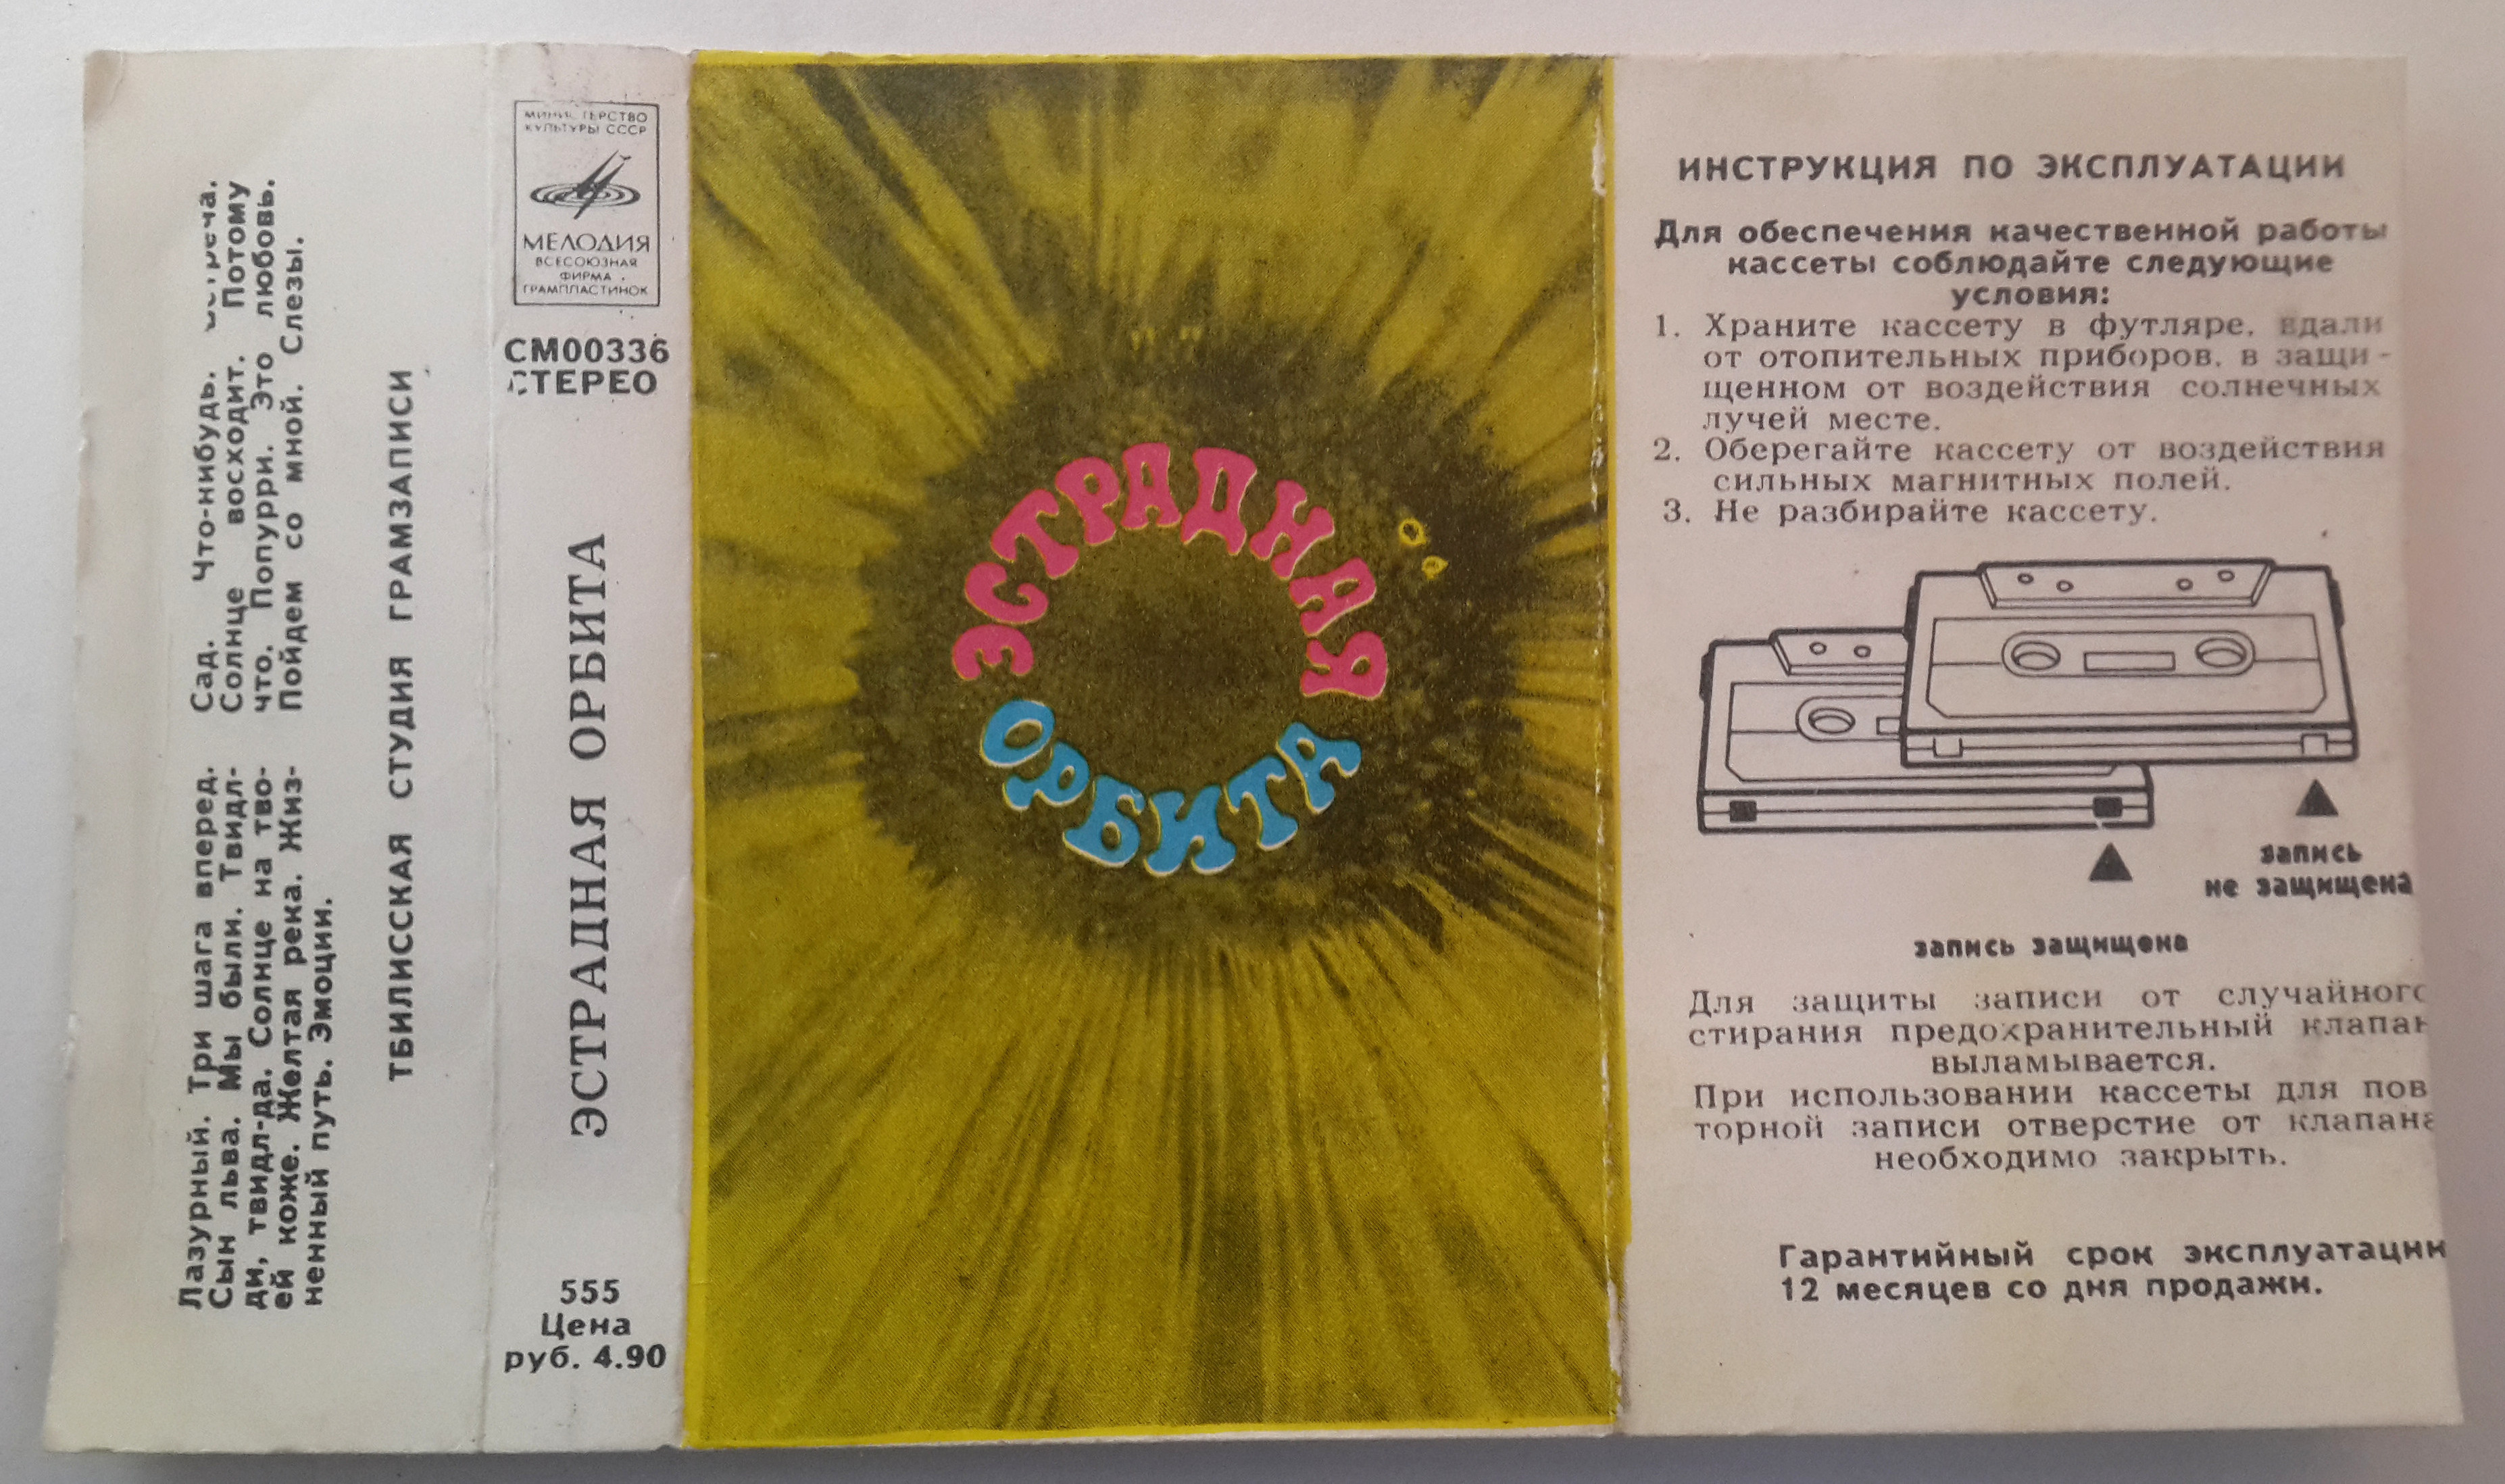 Лазурный. Три шага вперед.
Сын льва. Мы были. Твидл-
ди, твидл-да. Солнце на тво-
ей коже. Желтая река. Жиз-
ненный путь. Эмоции.
Сад. Что-нибудь.
Солнце восходит. Потому
что. Попурри. Это любовь.
Пойдем со мной. Слезы.
ТБИЛИССКАЯ СТУДИЯ ГРАМЗАПИСИ
МИНИСТЕРСТВО
КУЛЬТУРЫ СССР
МЕЛОДИЯ
ВСЕСОЮЗНАЯ
ФИРМА
ГРАМПЛАСТИНОК
СМ00336
СТЕРЕО
ЭСТРАДНАЯ ОРБИТА
555
Цена
руб. 4.90
ЭСТРАДНАЯ
ОРБИТА
ИНСТРУКЦИЯ ПО ЭКСПЛУАТАЦИИ
Для обеспечения качественной работы
кассеты соблюдайте следующие
условия:
1. Храните кассету в футляре, вдали
от отопительных приборов, в защи-
щенном от воздействия солнечных
лучей месте.
2. Оберегайте кассету от воздействия
сильных магнитных полей.
3. Не разбирайте кассету.
запись
не защищена
запись защищена
Для защиты записи от случайного
стирания предохранительный клапан
выламывается.
При использовании кассеты для пов
торной записи отверстие от клапана
необходимо закрыть.
Гарантийный срок эксплуатации
12 месяцев со дня продажи.